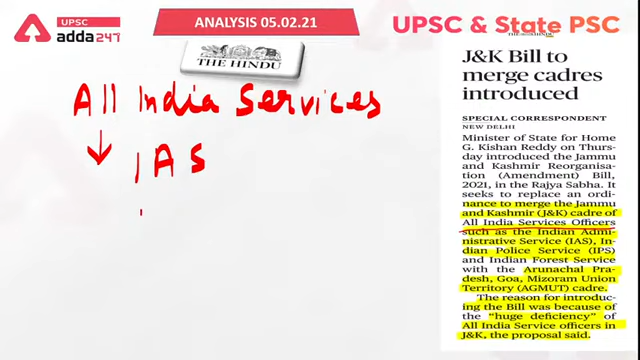 UPSC
adda247
ANALYSIS 05.02.21
UPSC & State PSC
THE HINDU
All India Services
IAS
J&K Bill to
merge cadres
introduced
SPECIAL CORRESPONDENT
NEW DELHI
Minister of State for Home
G. Kishan Reddy on Thurs-
day introduced the Jammu
and Kashmir Reorganisa-
tion (Amendment) Bill,
2021, in the Rajya Sabha. It
seeks to replace an ordi-
nance to merge the Jammu
and Kashmir (J&K) cadre of
All India Services Officers
such as the Indian Admi-
nistrative Service (IAS), In-
dian Police Service (IPS)
and Indian Forest Service
with the Arunachal Pra-
desh, Goa, Mizoram Union
Territory (AGMUT) cadre.
The reason for introduc-
ing the Bill was because of
the "huge deficiency" of
All India Service officers in
J&K, the proposal said.